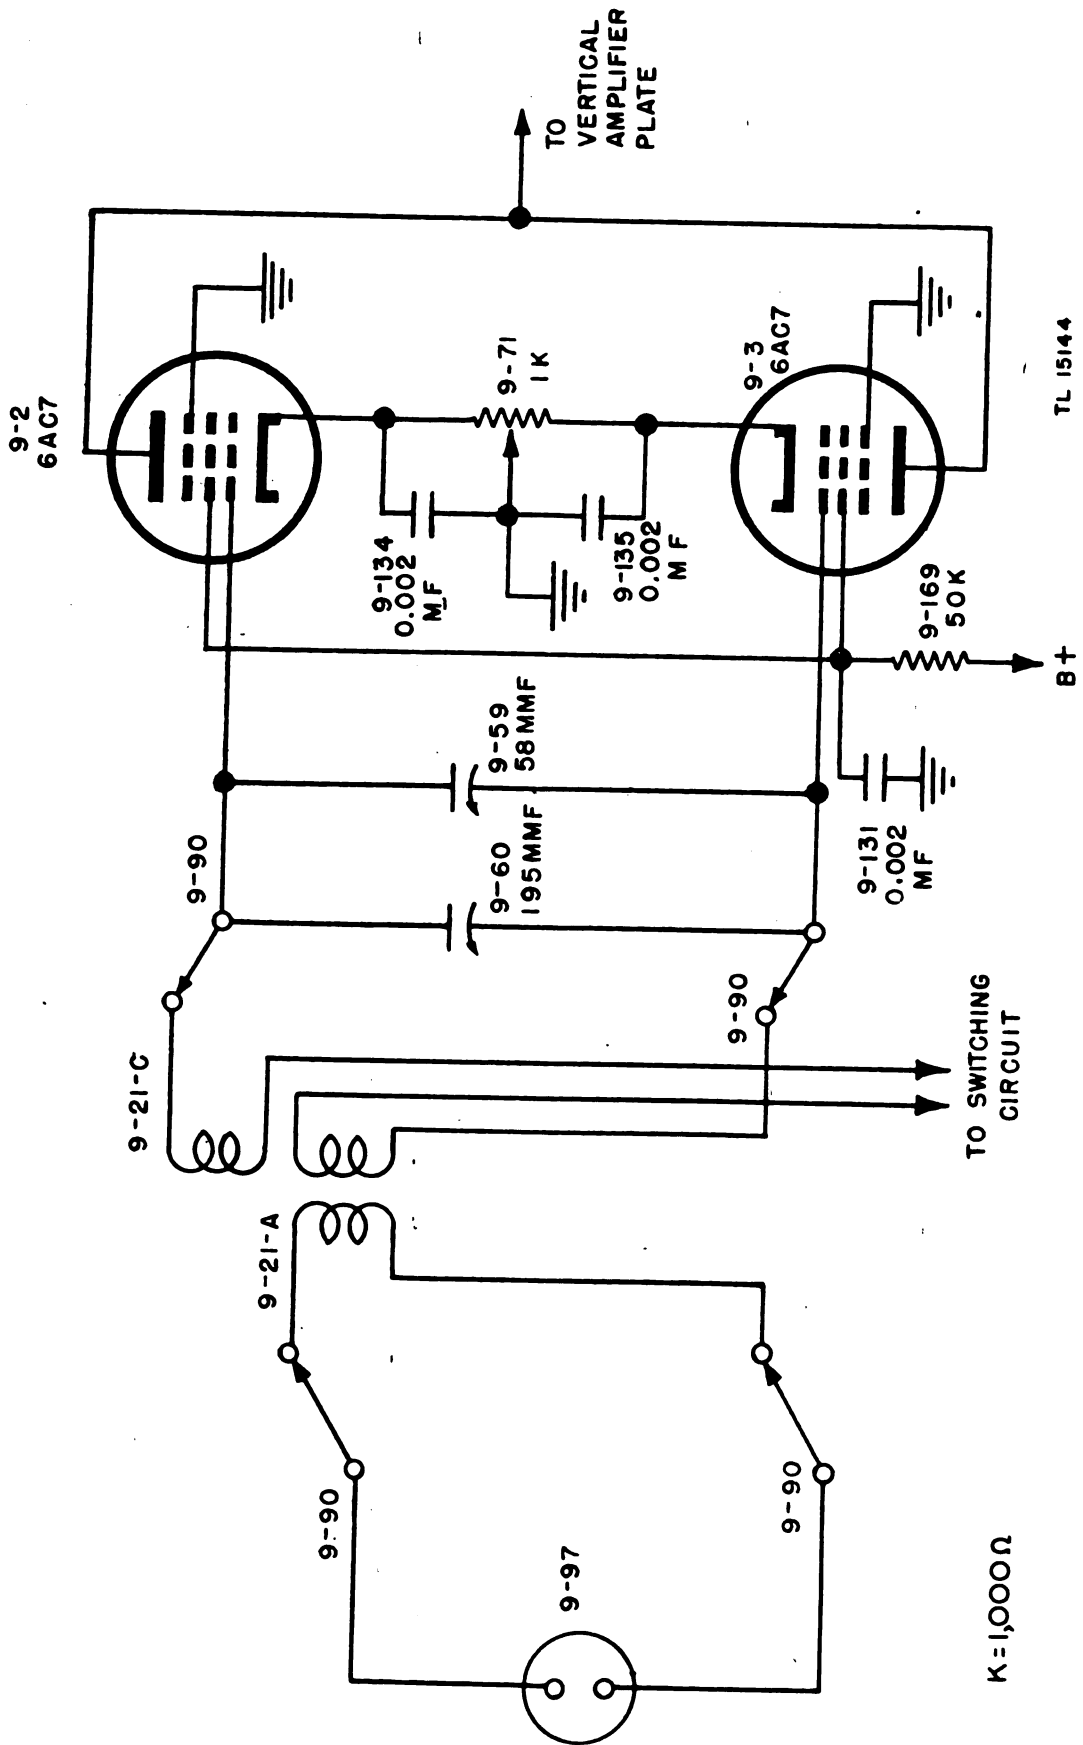 9-2
6AC7
TO
VERTICAL
AMPLIFIER
PLATE
9-71
1K
9-134
0.002
MF
9-135
0.002
MF
9-3
6AC7
9-169
50K
B+
9-59
58MMF
9-60
195MMF
9-131
0.002
MF
9-90
9-90
9-21-C
9-21-A
TO SWITCHING
CIRCUIT
9-90
9-90
9-97
K=1,000Ω
TL 15144